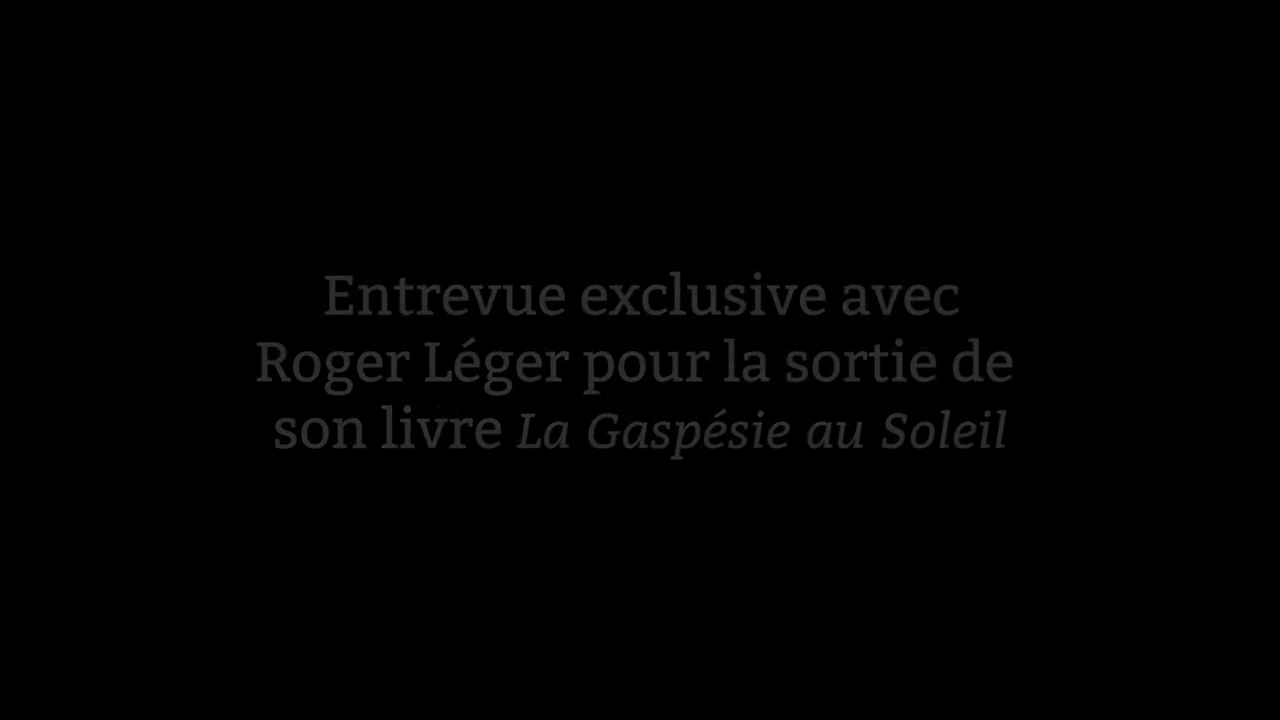 Entrevue exclusive avec
Roger Léger pour la sortie de
son livre La Gaspésie au Soleil